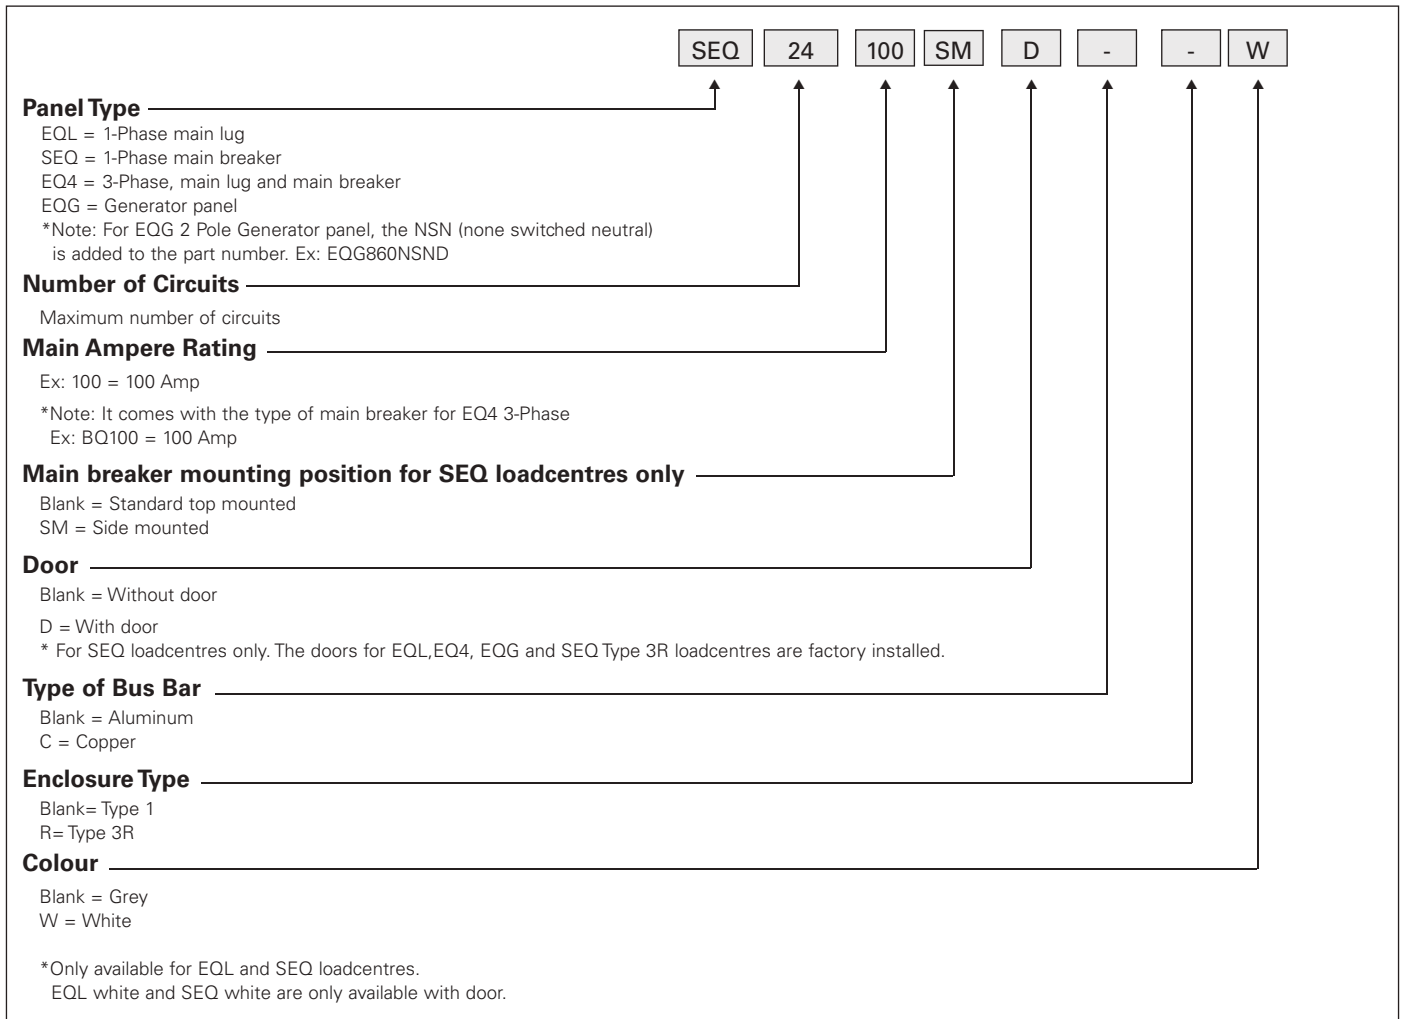 SEQ 24 100 SM D - - W
Panel Type
EQL = 1-Phase main lug
SEQ = 1-Phase main breaker
EQ4 = 3-Phase, main lug and main breaker
EQG = Generator panel
*Note: For EQG 2 Pole Generator panel, the NSN (none switched neutral)
is added to the part number. Ex: EQG860NSND
Number of Circuits
Maximum number of circuits
Main Ampere Rating
Ex: 100 = 100 Amp
*Note: It comes with the type of main breaker for EQ4 3-Phase
Ex: BQ100 = 100 Amp
Main breaker mounting position for SEQ loadcentres only
Blank = Standard top mounted
SM = Side mounted
Door
Blank = Without door
D = With door
* For SEQ loadcentres only. The doors for EQL,EQ4, EQG and SEQ Type 3R loadcentres are factory installed.
Type of Bus Bar
Blank = Aluminum
C = Copper
Enclosure Type
Blank= Type 1
R= Type 3R
Colour
Blank = Grey
W = White
*Only available for EQL and SEQ loadcentres.
EQL white and SEQ white are only available with door.